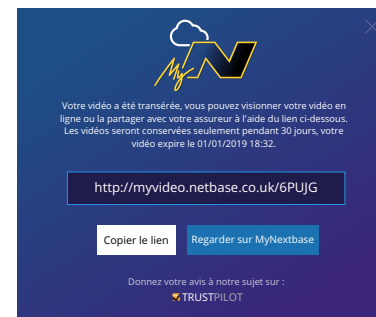 My N
Votre vidéo a été transérée, vous pouvez visionner votre vidéo en
ligne ou la partager avec votre assureur à l'aide du lien ci-dessous.
Les vidéos seront conservées seulement pendant 30 jours, votre
vidéo expire le 01/01/2019 18:32.
http://myvideo.netbase.co.uk/6PUJG
Copier le lien Regarder sur MyNextbase
Donnez votre avis à notre sujet sur :
TRUSTPILOT